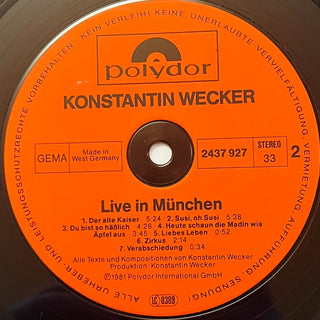 ALLE URHEBER- UND LEISTUNGSSCHUTZRECHTE VORBEHALTEN · KEIN VERLEIH! KEINE UNERLAUBTE VERVIELFÄLTIGUNG, VERMIETUNG, AUFFÜHRUNG, SENDUNG!
polydor
KONSTANTIN WECKER
GEMA
Made in
West Germany
2437 927
STEREO
33
2
Live in München
1. Der alte Kaiser 5:24 - 2. Susi, oh Susi 5:38
3. Du bist so häßlich 4:26 - 4. Heute schaun die Madln wia
Äpfel aus 3:46 - 5. Liebes Leben 0:52
6. Zirkus 7:14
7. Verabschiedung 0:34
Alle Texte und Kompositionen von Konstantin Wecker
Produktion: Konstantin Wecker
℗ 1981 Polydor International GmbH
LC 0309